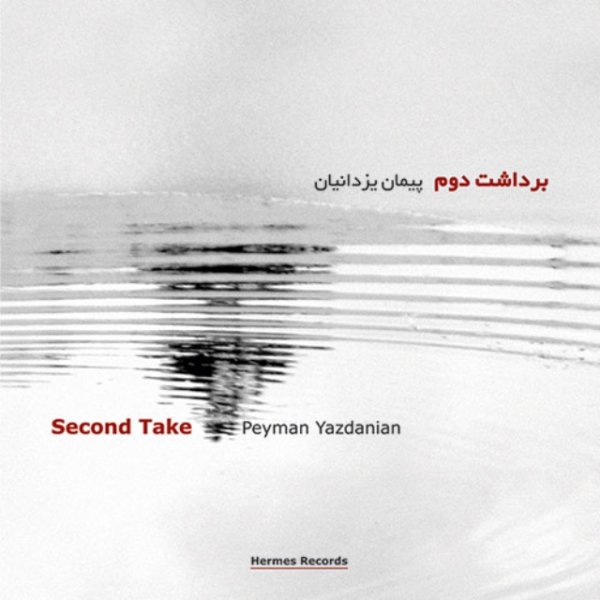 برداشت دوم پیمان یزدانیان
Second Take Peyman Yazdanian
Hermes Records